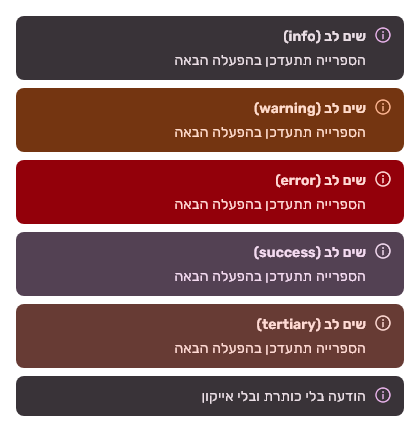 שים לב (info)
הספרייה תתעדכן בהפעלה הבאה
שים לב (warning)
הספרייה תתעדכן בהפעלה הבאה
שים לב (error)
הספרייה תתעדכן בהפעלה הבאה
שים לב (success)
הספרייה תתעדכן בהפעלה הבאה
שים לב (tertiary)
הספרייה תתעדכן בהפעלה הבאה
הודעה בלי כותרת ובלי אייקון